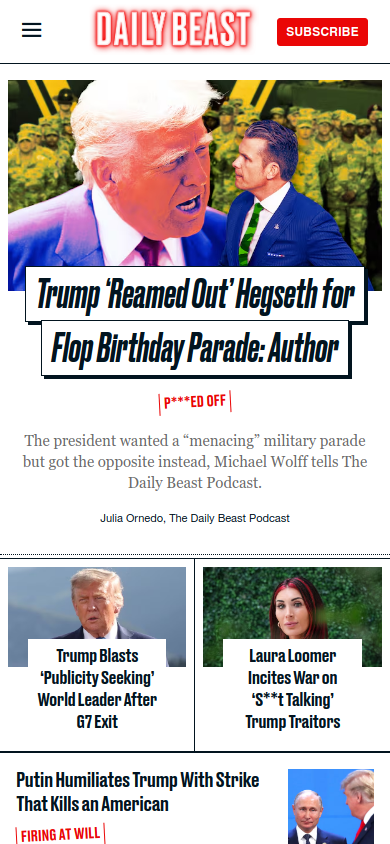 DAILY BEAST
SUBSCRIBE
Trump ‘Reamed Out’ Hegseth for
Flop Birthday Parade: Author
P***ED OFF
The president wanted a “menacing” military parade
but got the opposite instead, Michael Wolff tells The
Daily Beast Podcast.
Julia Ornedo, The Daily Beast Podcast
Trump Blasts
‘Publicity Seeking’
World Leader After
G7 Exit
Laura Loomer
Incites War on
‘S**t Talking’
Trump Traitors
Putin Humiliates Trump With Strike
That Kills an American
FIRING AT WILL